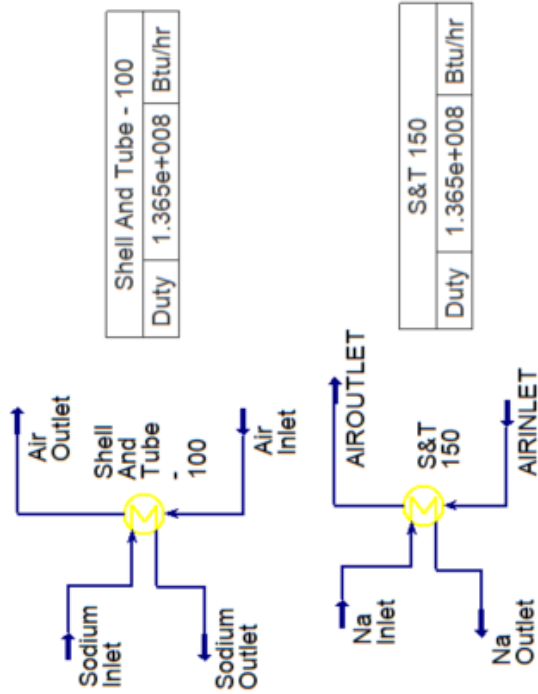 Sodium
Inlet
Sodium
Outlet
Air
Outlet
Shell
And
Tube
-
100
Air
Inlet
Shell And Tube - 100
Duty 1.365e+008 Btu/hr
Na
Inlet
Na
Outlet
AIROUTLET
S&T
150
AIRINLET
S&T 150
Duty 1.365e+008 Btu/hr